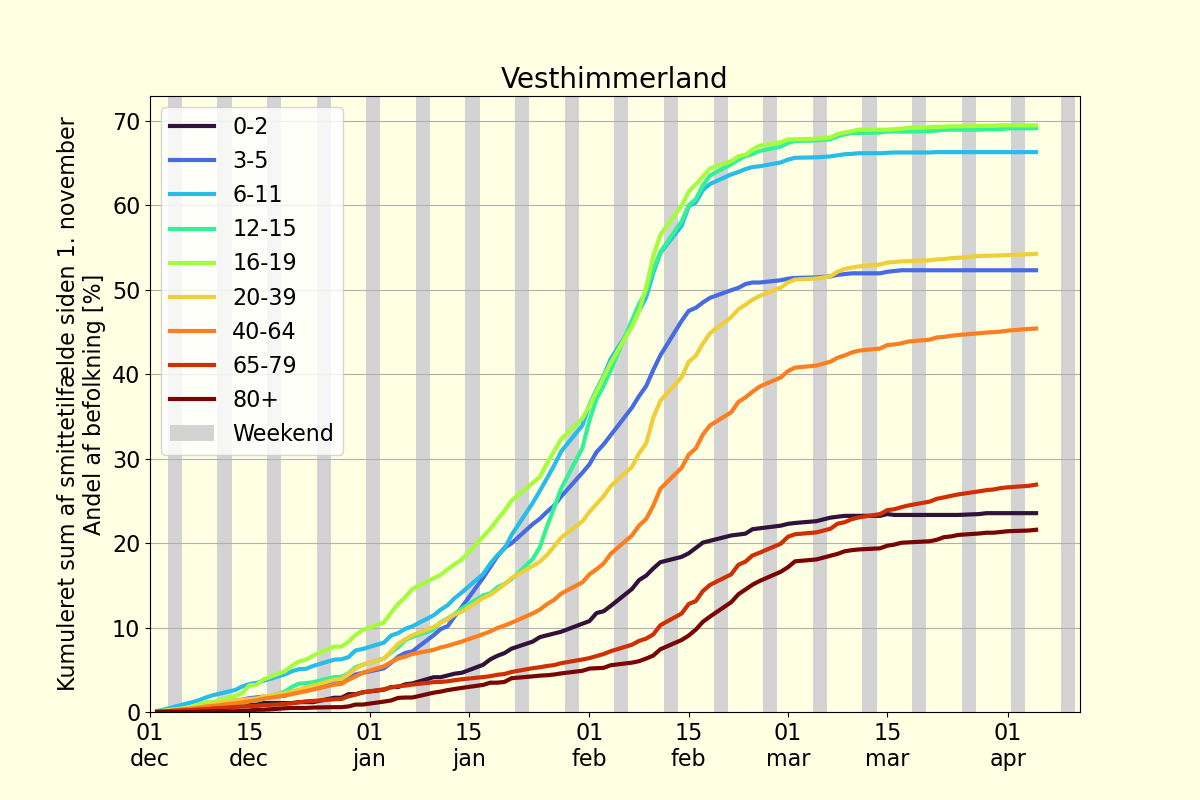 Vesthimmerland
Kumuleret sum af smittetilfælde siden 1. november
Andel af befolkning [%]
70
60
50
40
30
20
10
0
0-2
3-5
6-11
12-15
16-19
20-39
40-64
65-79
80+
Weekend
01 15 01 15 01 15 01 15 01
dec dec jan jan feb feb mar mar apr